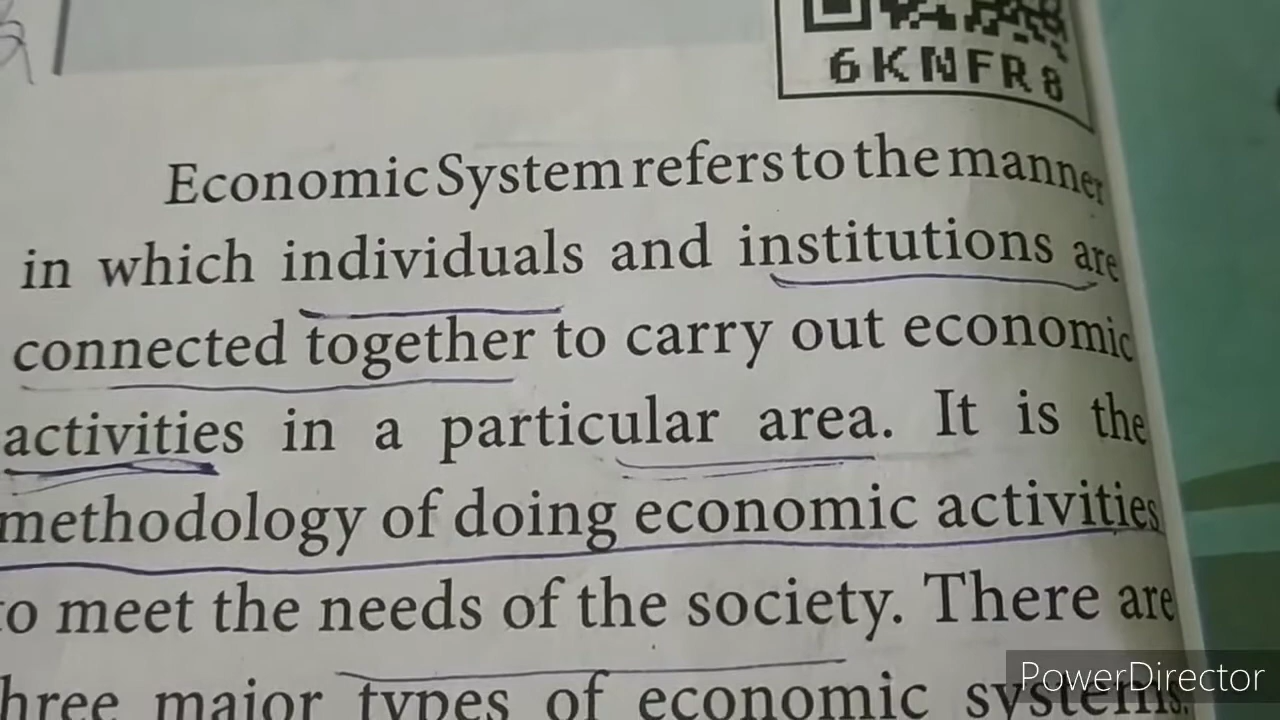 6KNFR8
Economic System refers to the manner
in which individuals and institutions are
connected together to carry out economic
activities in a particular area. It is the
methodology of doing economic activities
to meet the needs of the society. There are
three major types of economic systems.
PowerDirector